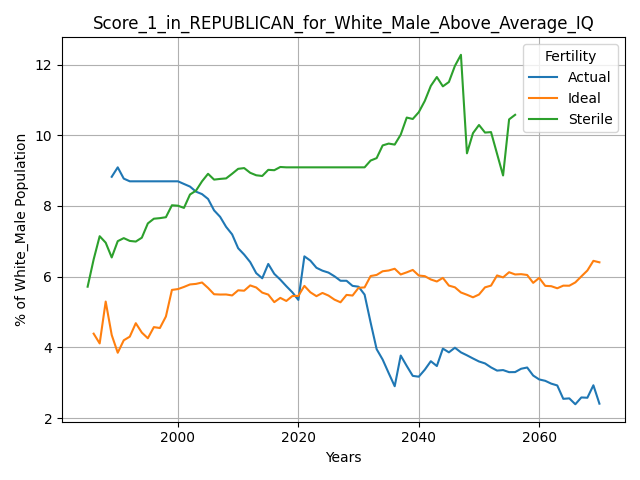 Score_1_in_REPUBLICAN_for_White_Male_Above_Average_IQ
Fertility
Actual
Ideal
Sterile
% of White_Male Population
12
10
8
6
4
2
2000
2020
2040
2060
Years